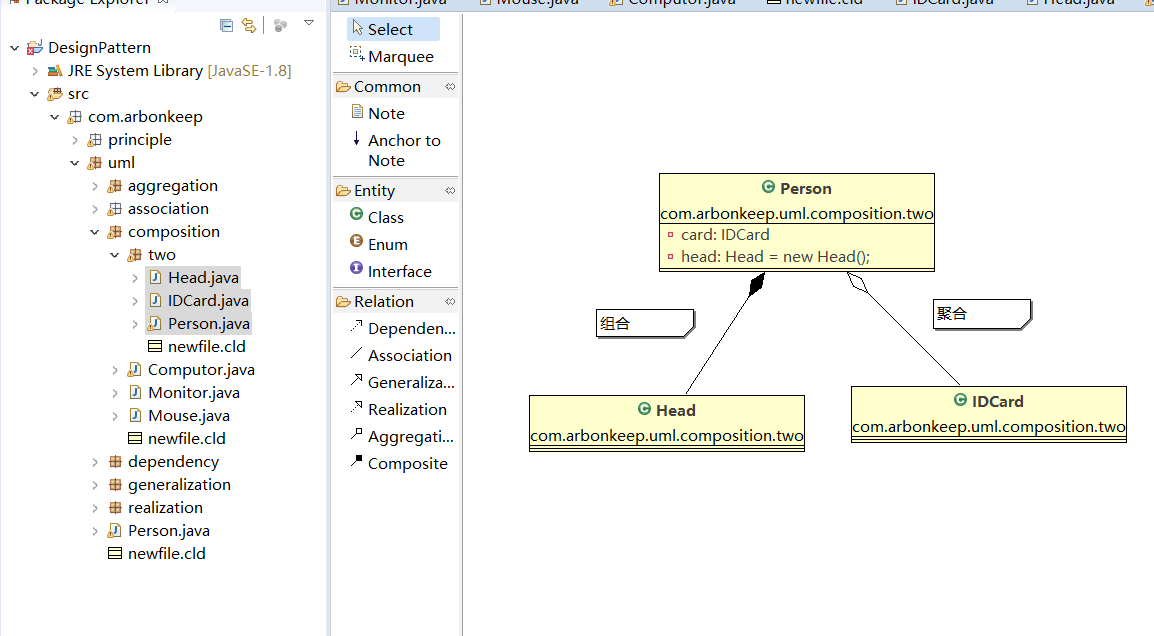 Package Explorer
DesignPattern
JRE System Library [JavaSE-1.8]
src
com.arbonkeep
principle
uml
aggregation
association
composition
two
Head.java
IDCard.java
Person.java
newfile.cld
Computor.java
Monitor.java
Mouse.java
newfile.cld
dependency
generalization
realization
Person.java
newfile.cld
Monitor.java
Mouse.java
Computor.java
newfile.cld
IDCard.java
Head.java
Select
Marquee
Common
Note
Anchor to
Note
Entity
Class
Enum
Interface
Relation
Dependen...
Association
Generaliza...
Realization
Aggregati...
Composite
Person
com.arbonkeep.uml.composition.two
card: IDCard
head: Head = new Head();
组合
聚合
Head
com.arbonkeep.uml.composition.two
IDCard
com.arbonkeep.uml.composition.two